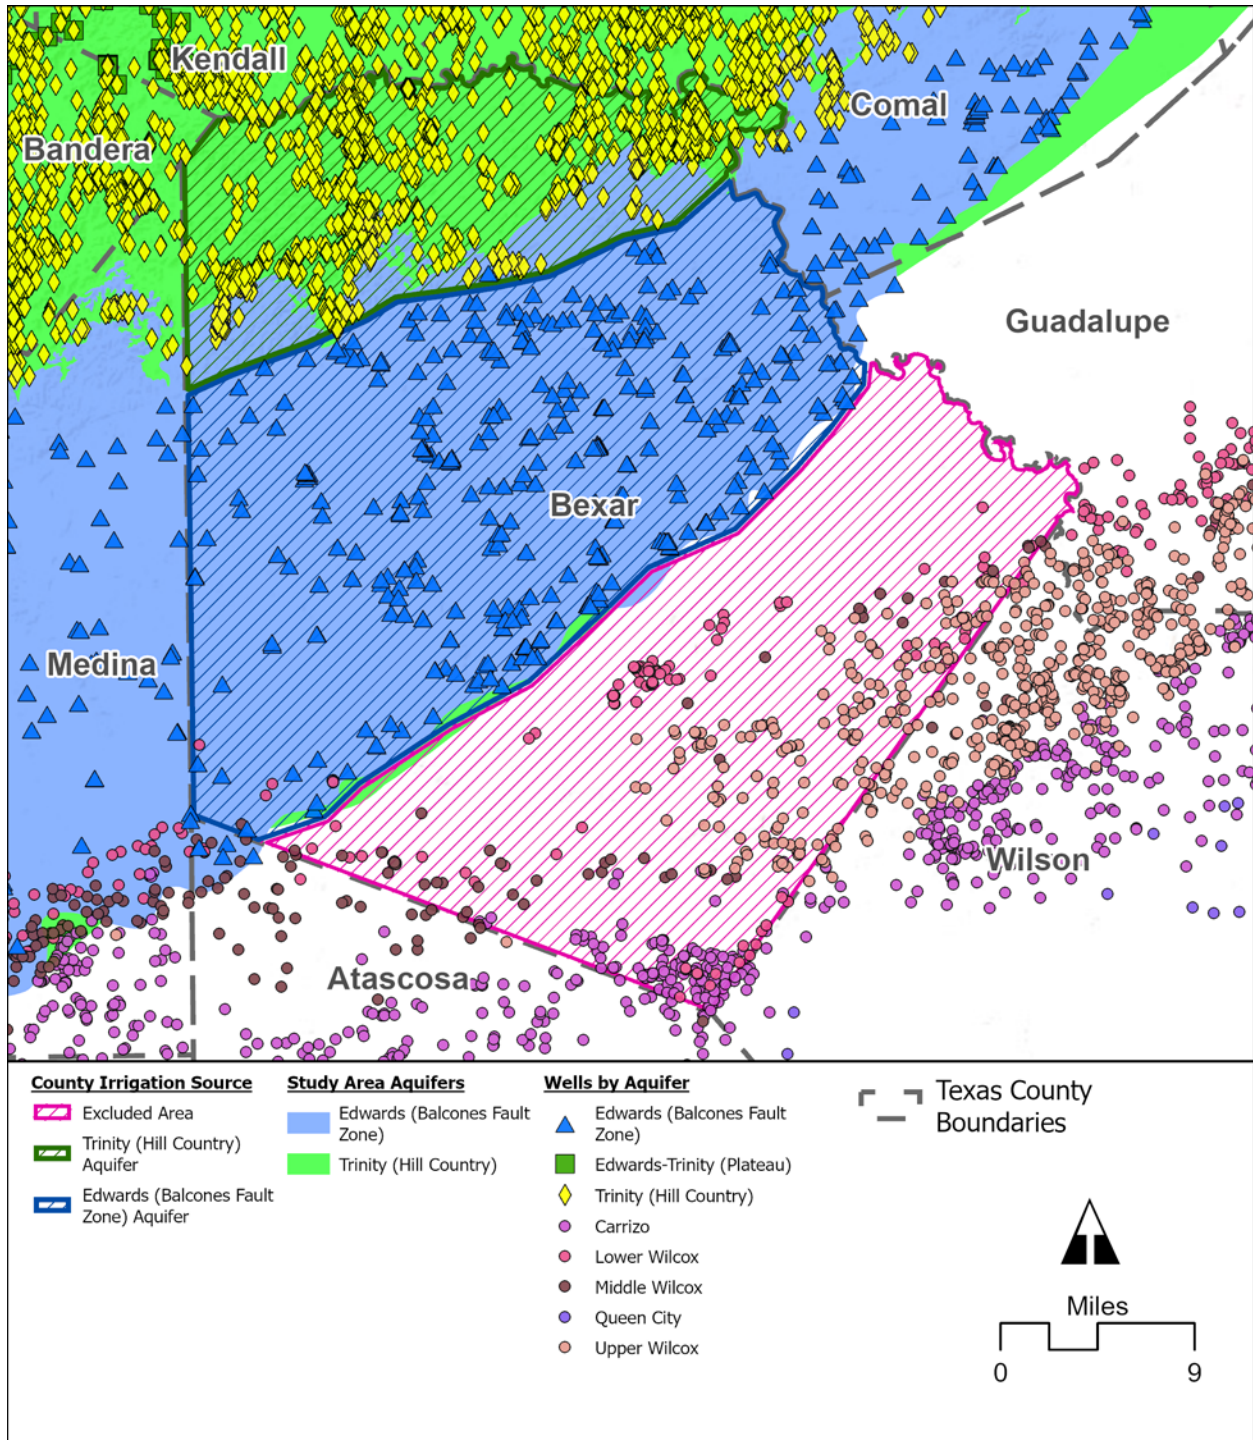 Kendall
Comal
Bandera
Guadalupe
Bexar
Medina
Wilson
Atascosa
County Irrigation Source
Excluded Area
Trinity (Hill Country)
Aquifer
Edwards (Balcones Fault
Zone) Aquifer
Study Area Aquifers
Edwards (Balcones Fault
Zone)
Trinity (Hill Country)
Wells by Aquifer
Edwards (Balcones Fault
Zone)
Edwards-Trinity (Plateau)
Trinity (Hill Country)
Carrizo
Lower Wilcox
Middle Wilcox
Queen City
Upper Wilcox
Texas County
Boundaries
Miles
0 9